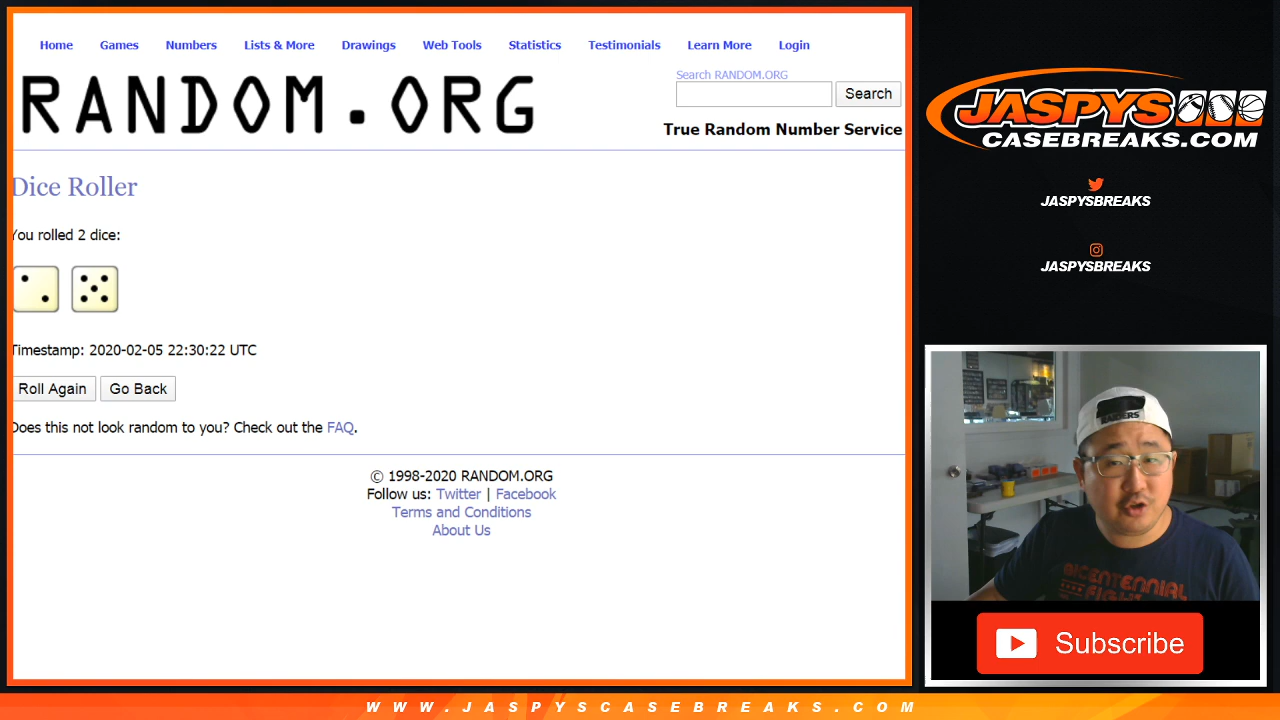 Home Games Numbers Lists & More Drawings Web Tools Statistics Testimonials Learn More Login
RANDOM.ORG
Search RANDOM.ORG
Search
True Random Number Service
Dice Roller
You rolled 2 dice:
Timestamp: 2020-02-05 22:30:22 UTC
Roll Again Go Back
Does this not look random to you? Check out the FAQ.
© 1998-2020 RANDOM.ORG
Follow us: Twitter | Facebook
Terms and Conditions
About Us
JASPYS
CASEBREAKS.COM
JASPYSBREAKS
JASPYSBREAKS
RAIDERS
BICENTENNIAL
FIGHT
Subscribe
WWW.JASPYSCASEBREAKS.COM